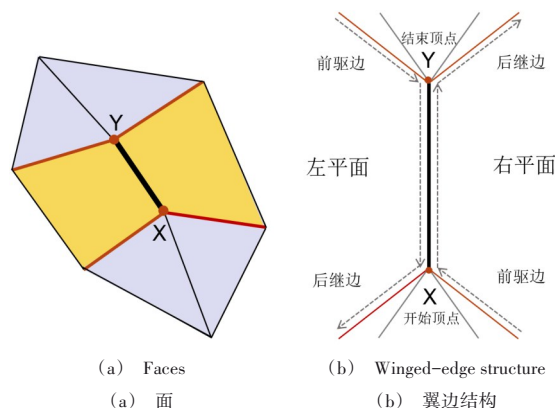 Y
X
(a) Faces
(a) 面
结束顶点
Y
前驱边
后继边
左平面
右平面
后继边
前驱边
X
开始顶点
(b) Winged-edge structure
(b) 翼边结构